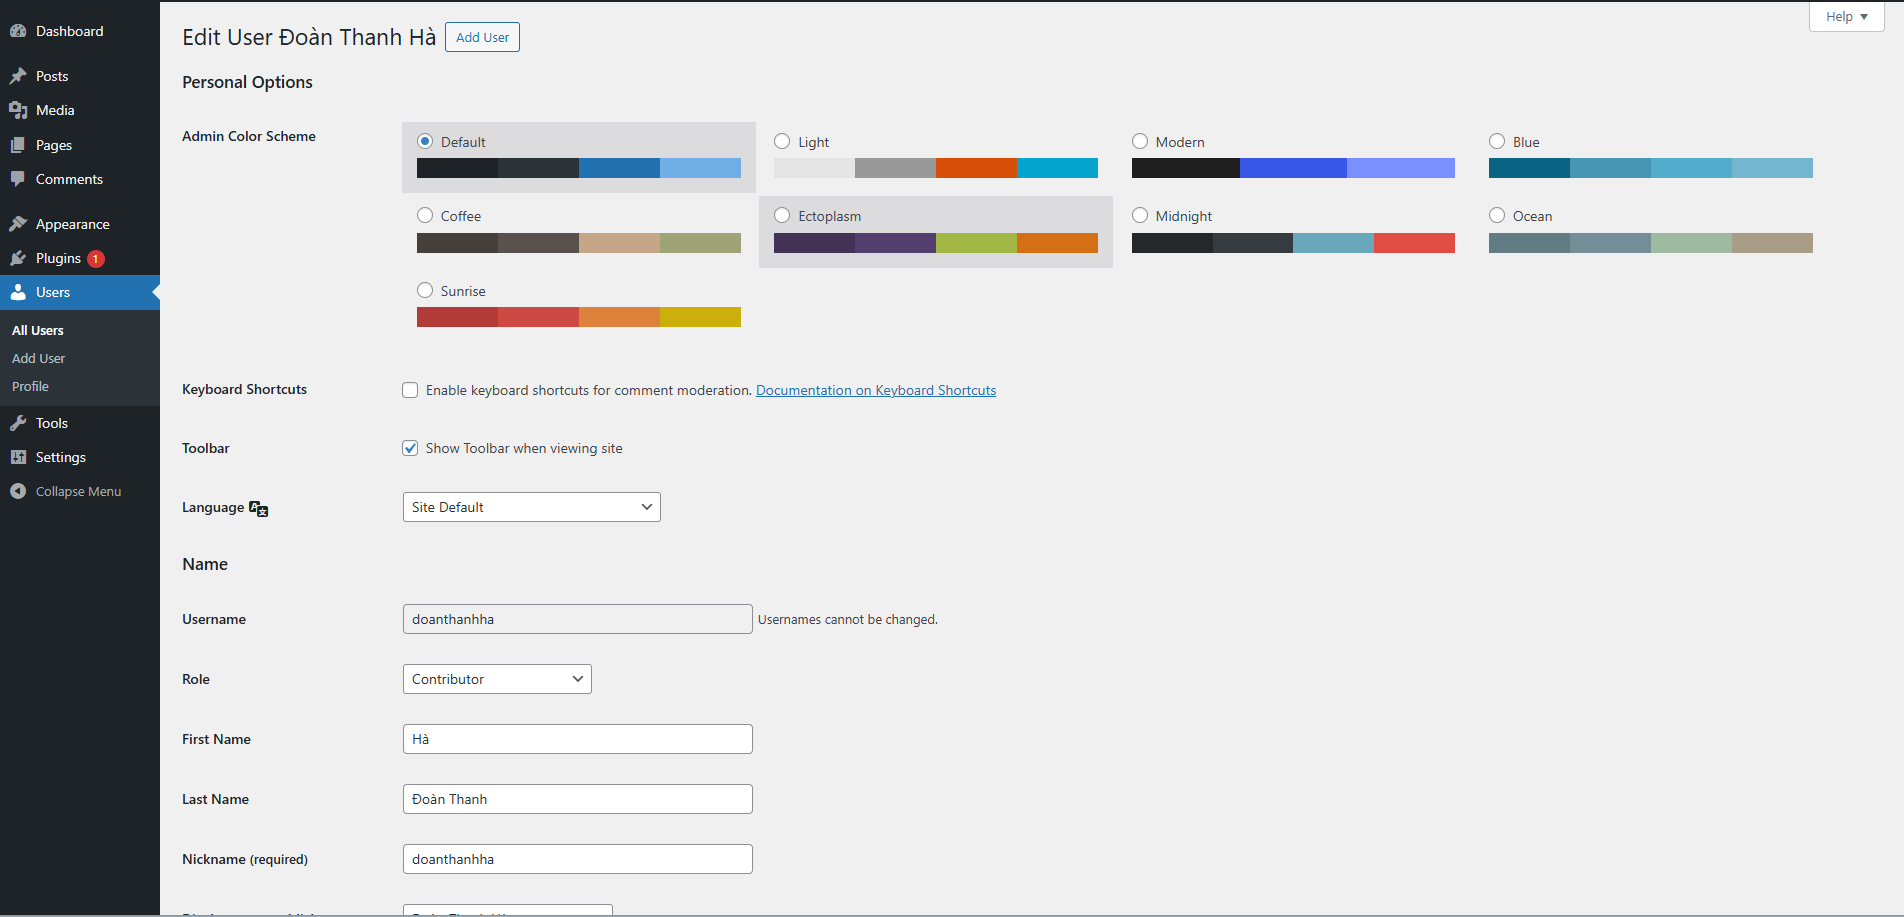 Dashboard
Posts
Media
Pages
Comments
Appearance
Plugins 1
Users
All Users
Add User
Profile
Tools
Settings
Collapse Menu
Help
Edit User Đoàn Thanh Hà Add User
Personal Options
Admin Color Scheme
Default
Light
Modern
Blue
Coffee
Ectoplasm
Midnight
Ocean
Sunrise
Keyboard Shortcuts
Enable keyboard shortcuts for comment moderation. Documentation on Keyboard Shortcuts
Toolbar
Show Toolbar when viewing site
Language
Site Default
Name
Username
doanthanhha
Usernames cannot be changed.
Role
Contributor
First Name
Hà
Last Name
Đoàn Thanh
Nickname (required)
doanthanhha